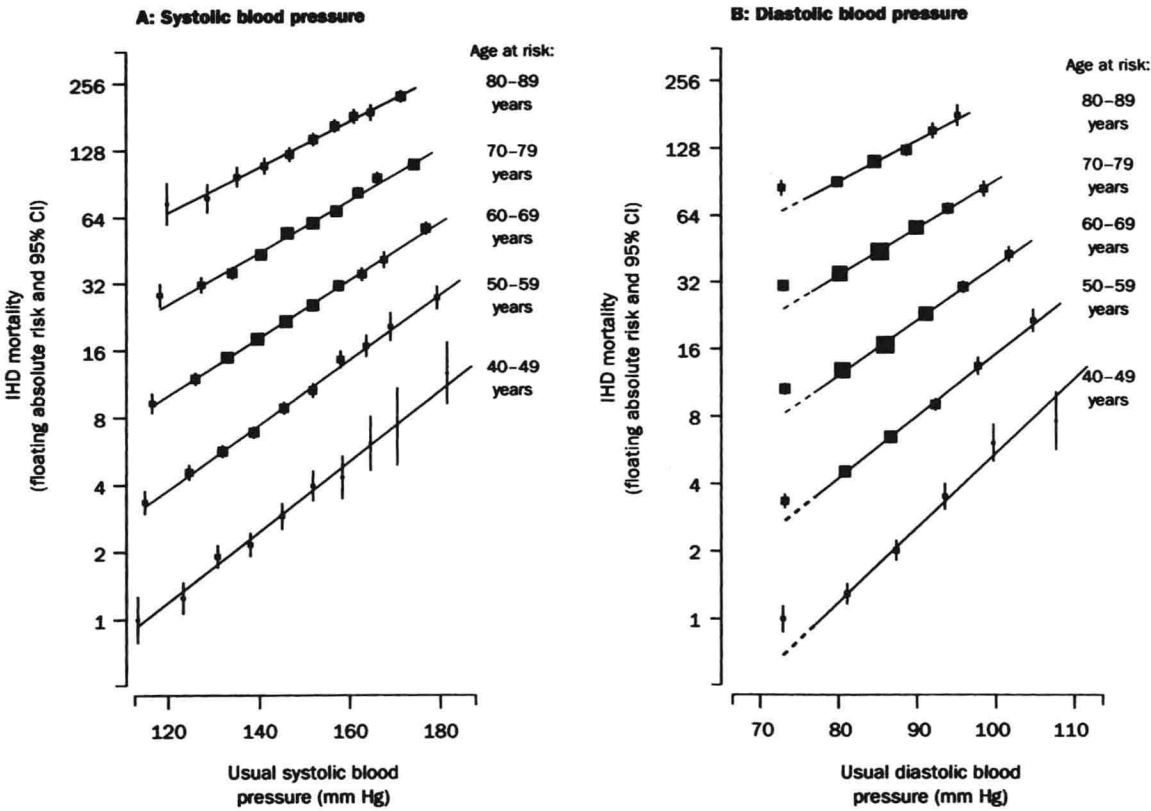 A: Systolic blood pressure
Age at risk:
256
80–89
years
128
70–79
years
64
60–69
years
32
50–59
years
16
40–49
years
8
4
2
1
IHD mortality
(floating absolute risk and 95% CI)
120 140 160 180
Usual systolic blood
pressure (mm Hg)
B: Diastolic blood pressure
Age at risk:
256
80–89
years
128
70–79
years
64
60–69
years
32
50–59
years
16
40–49
years
8
4
2
1
IHD mortality
(floating absolute risk and 95% CI)
70 80 90 100 110
Usual diastolic blood
pressure (mm Hg)